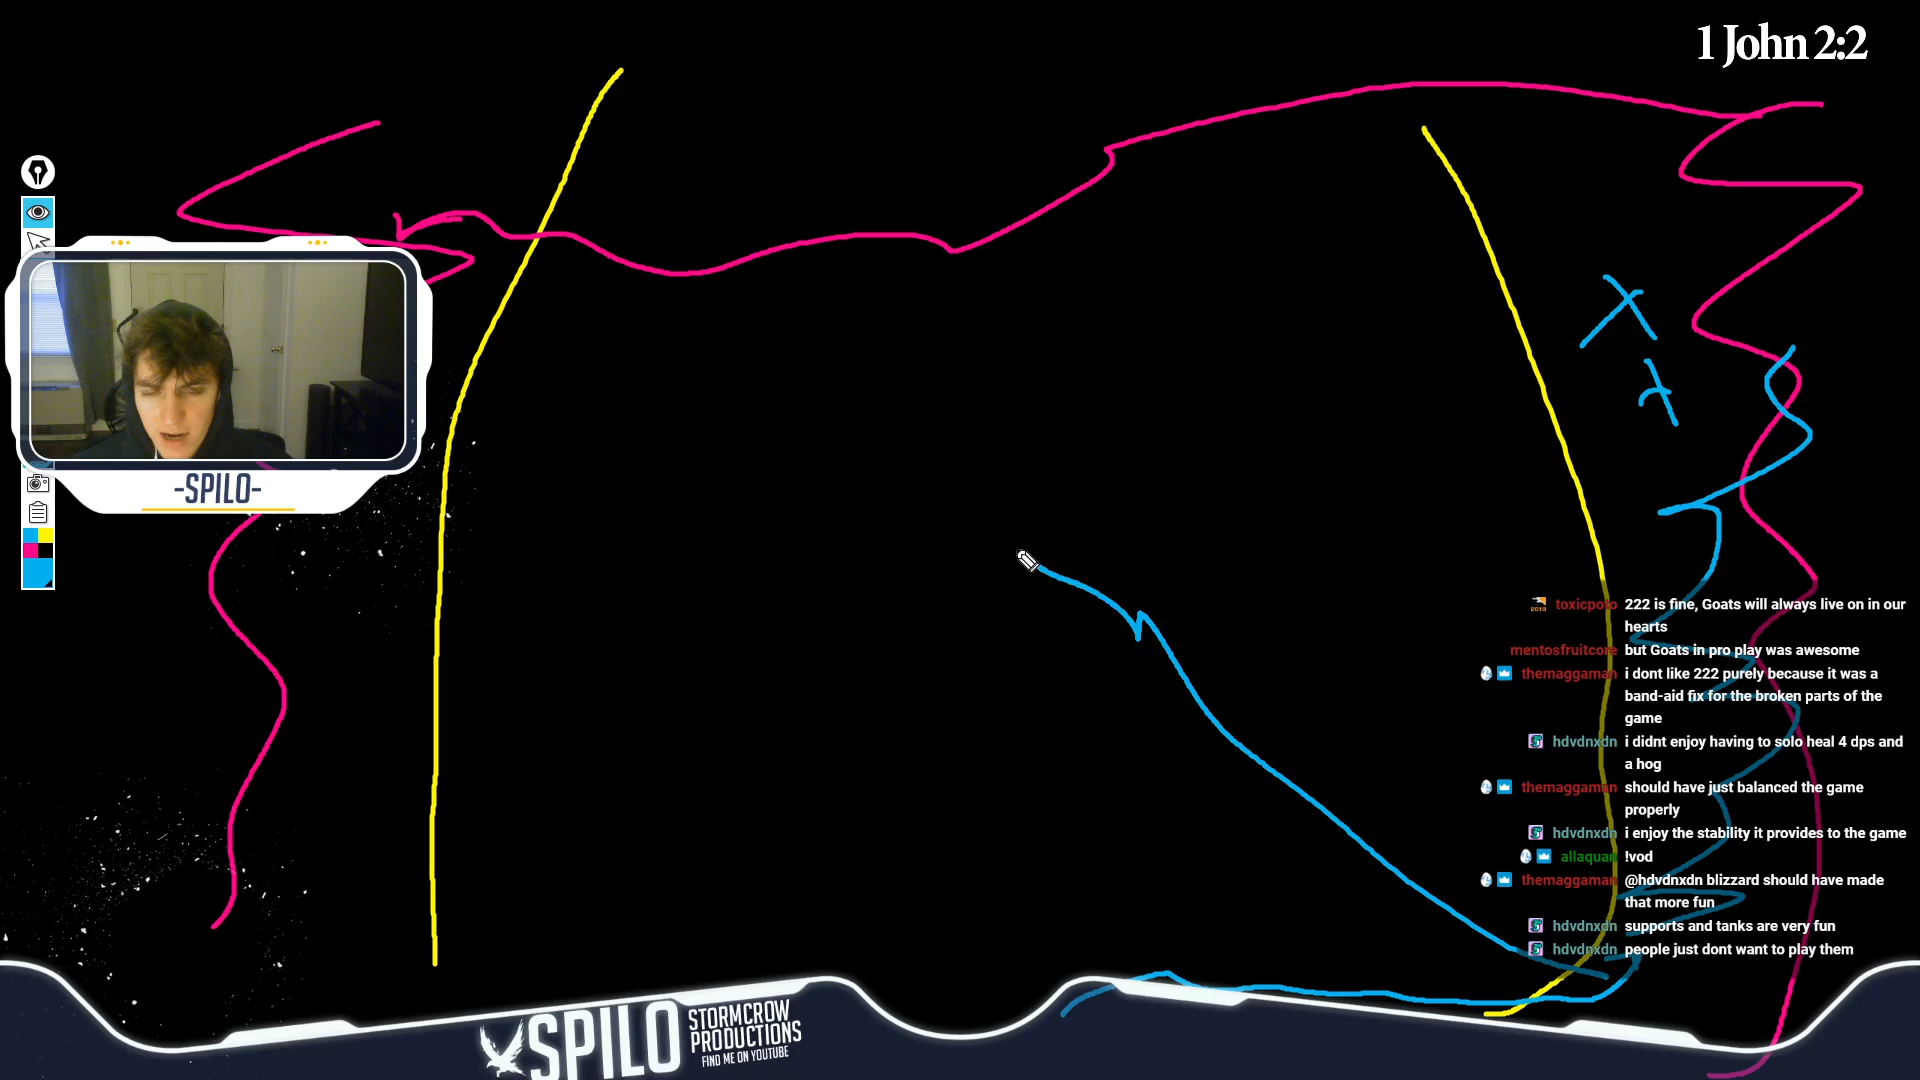 1 John 2:2
-SPILO-
toxicpoto 222 is fine, Goats will always live on in our
hearts
mentosfruitcore but Goats in pro play was awesome
themaggaman i dont like 222 purely because it was a
band-aid fix for the broken parts of the
game
hdvdnxdn i didnt enjoy having to solo heal 4 dps and
a hog
themaggaman should have just balanced the game
properly
hdvdnxdn i enjoy the stability it provides to the game
allaquan !vod
themaggaman @hdvdnxdn blizzard should have made
that more fun
hdvdnxdn supports and tanks are very fun
hdvdnxdn people just dont want to play them
SPILO
STORMCROW
PRODUCTIONS
FIND ME ON YOUTUBE